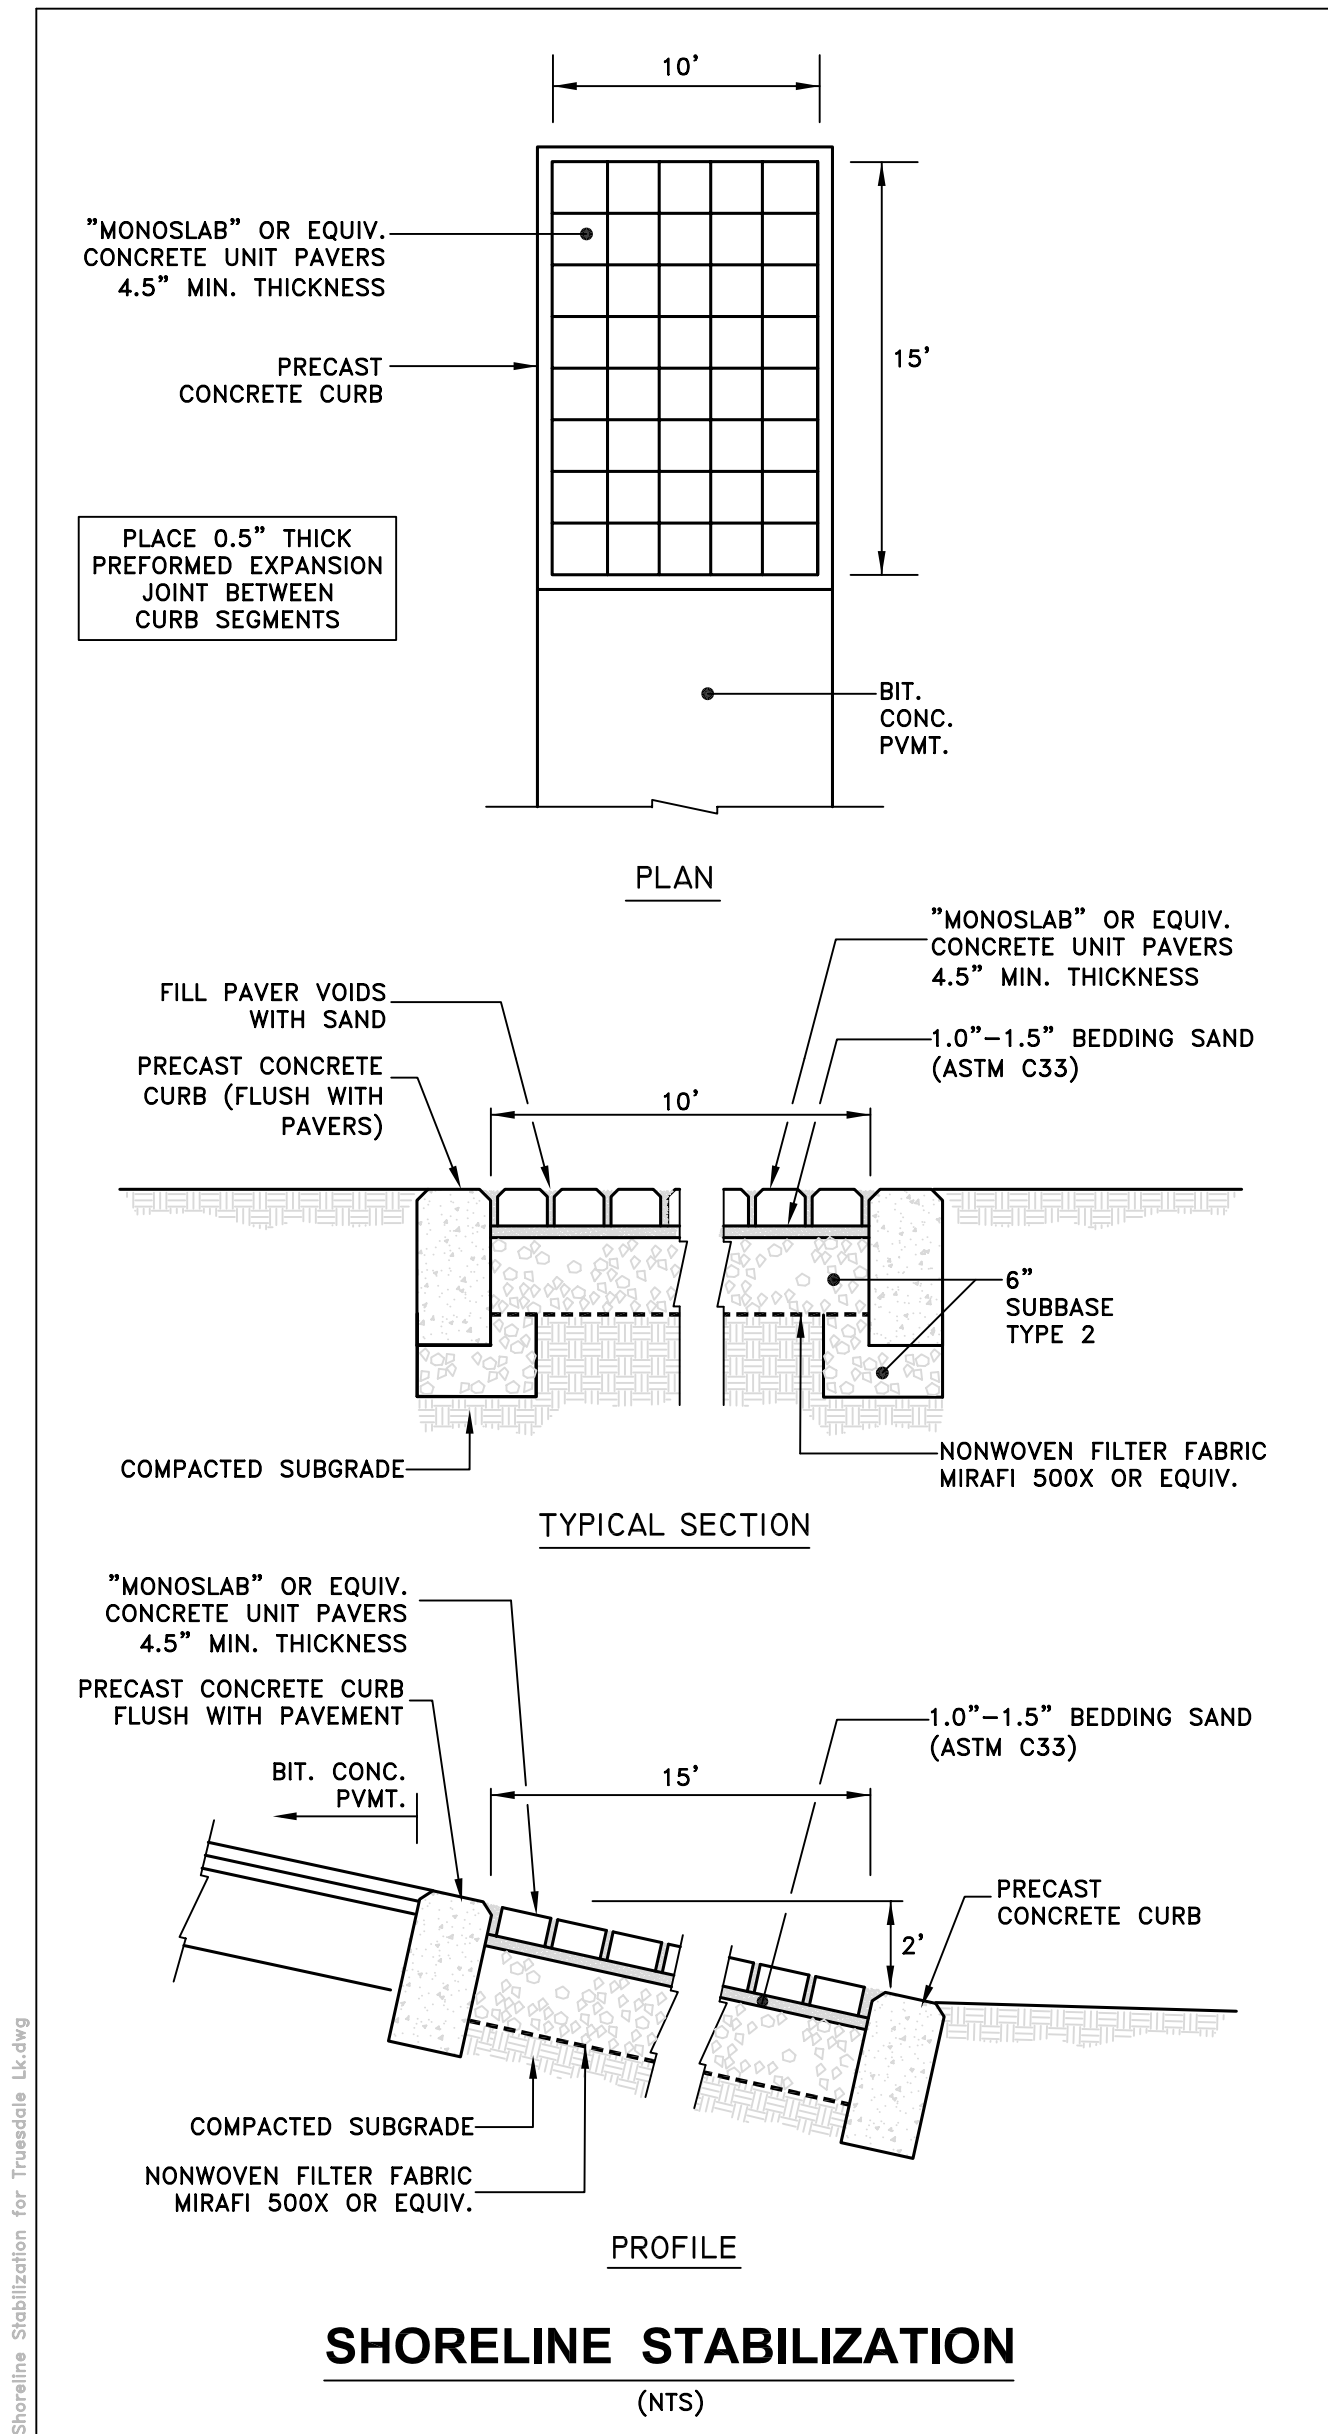 10’
”MONOSLAB” OR EQUIV.
CONCRETE UNIT PAVERS
4.5” MIN. THICKNESS
PRECAST
CONCRETE CURB
15’
PLACE 0.5” THICK
PREFORMED EXPANSION
JOINT BETWEEN
CURB SEGMENTS
BIT.
CONC.
PVMT.
PLAN
”MONOSLAB” OR EQUIV.
CONCRETE UNIT PAVERS
4.5” MIN. THICKNESS
FILL PAVER VOIDS
WITH SAND
1.0”–1.5” BEDDING SAND
(ASTM C33)
PRECAST CONCRETE
CURB (FLUSH WITH
PAVERS)
10’
6”
SUBBASE
TYPE 2
NONWOVEN FILTER FABRIC
MIRAFI 500X OR EQUIV.
COMPACTED SUBGRADE
TYPICAL SECTION
”MONOSLAB” OR EQUIV.
CONCRETE UNIT PAVERS
4.5” MIN. THICKNESS
PRECAST CONCRETE CURB
FLUSH WITH PAVEMENT
1.0”–1.5” BEDDING SAND
(ASTM C33)
BIT. CONC.
PVMT.
15’
PRECAST
CONCRETE CURB
2’
COMPACTED SUBGRADE
NONWOVEN FILTER FABRIC
MIRAFI 500X OR EQUIV.
PROFILE
SHORELINE STABILIZATION
(NTS)
Shoreline Stabilization for Truesdale Lk.dwg